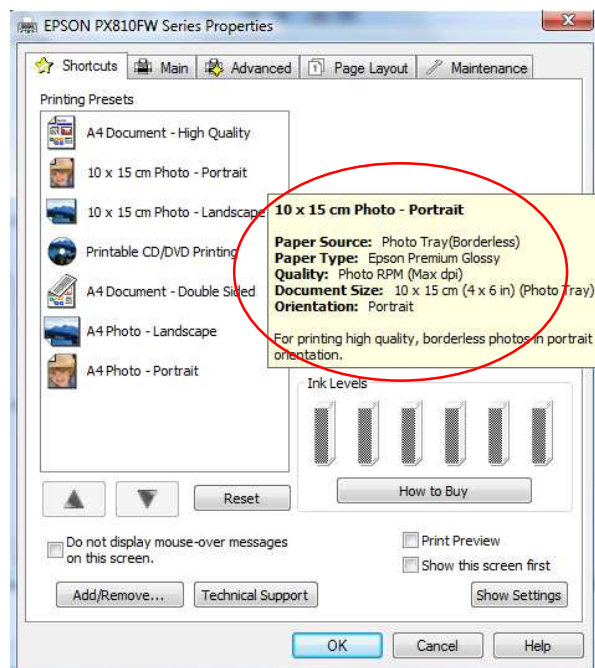 EPSON PX810FW Series Properties
Shortcuts Main Advanced Page Layout Maintenance
Printing Presets
A4 Document - High Quality
10 x 15 cm Photo - Portrait
10 x 15 cm Photo - Landscape
Printable CD/DVD Printing
A4 Document - Double Sided
A4 Photo - Landscape
A4 Photo - Portrait
10 x 15 cm Photo - Portrait
Paper Source: Photo Tray(Borderless)
Paper Type: Epson Premium Glossy
Quality: Photo RPM (Max dpi)
Document Size: 10 x 15 cm (4 x 6 in) (Photo Tray)
Orientation: Portrait
For printing high quality, borderless photos in portrait
orientation.
Ink Levels
How to Buy
Reset
Do not display mouse-over messages
on this screen.
Print Preview
Show this screen first
Add/Remove... Technical Support Show Settings
OK Cancel Help